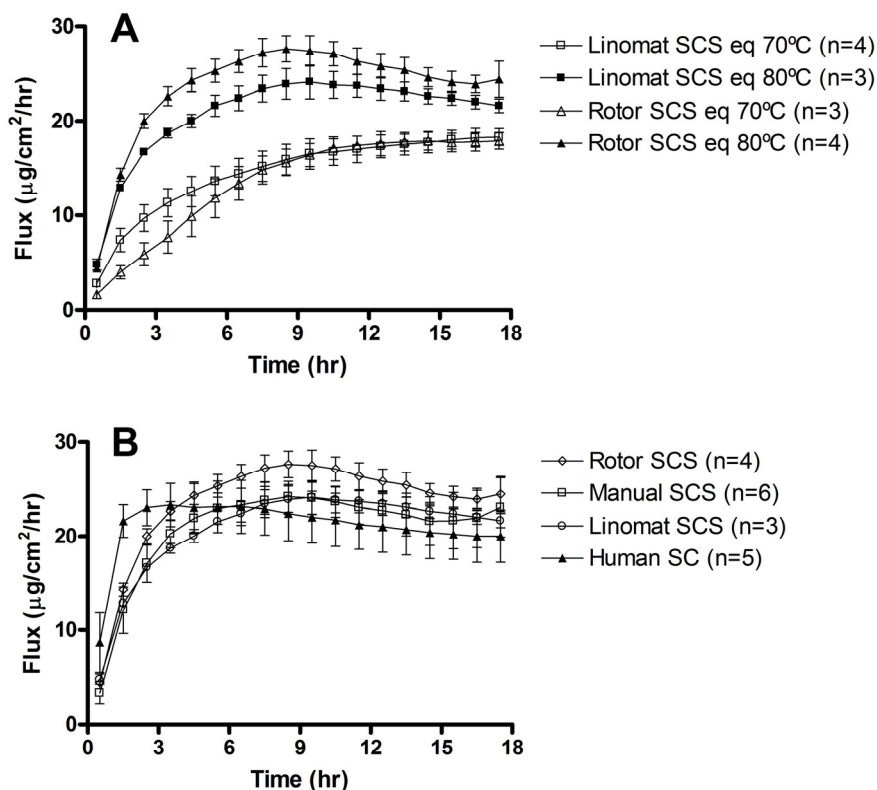 A
30
20
10
0
Flux (μg/cm²/hr)
0 3 6 9 12 15 18
Time (hr)
Linomat SCS eq 70ºC (n=4)
Linomat SCS eq 80ºC (n=3)
Rotor SCS eq 70ºC (n=3)
Rotor SCS eq 80ºC (n=4)
B
30
20
10
0
Flux (μg/cm²/hr)
0 3 6 9 12 15 18
Time (hr)
Rotor SCS (n=4)
Manual SCS (n=6)
Linomat SCS (n=3)
Human SC (n=5)